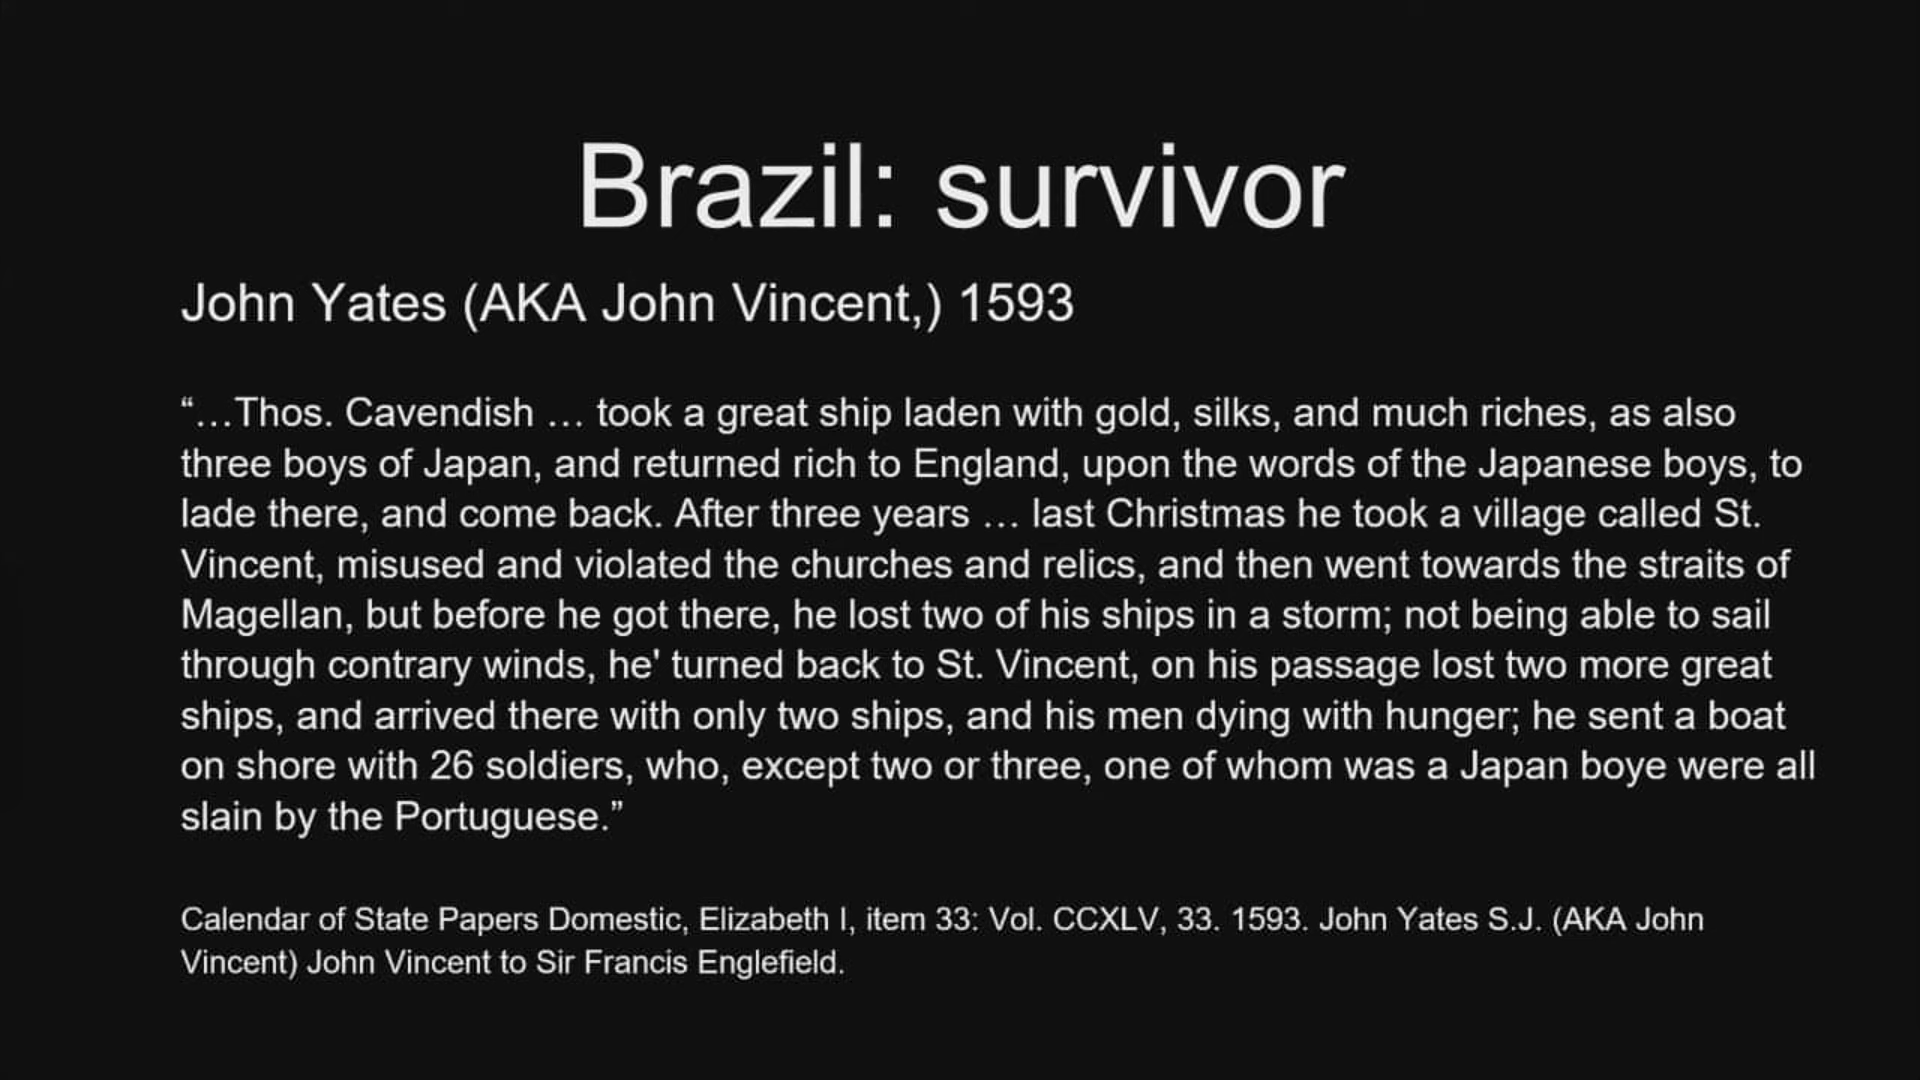 Brazil: survivor
John Yates (AKA John Vincent,) 1593
“…Thos. Cavendish … took a great ship laden with gold, silks, and much riches, as also
three boys of Japan, and returned rich to England, upon the words of the Japanese boys, to
lade there, and come back. After three years … last Christmas he took a village called St.
Vincent, misused and violated the churches and relics, and then went towards the straits of
Magellan, but before he got there, he lost two of his ships in a storm; not being able to sail
through contrary winds, he' turned back to St. Vincent, on his passage lost two more great
ships, and arrived there with only two ships, and his men dying with hunger; he sent a boat
on shore with 26 soldiers, who, except two or three, one of whom was a Japan boye were all
slain by the Portuguese.”
Calendar of State Papers Domestic, Elizabeth I, item 33: Vol. CCXLV, 33. 1593. John Yates S.J. (AKA John
Vincent) John Vincent to Sir Francis Englefield.